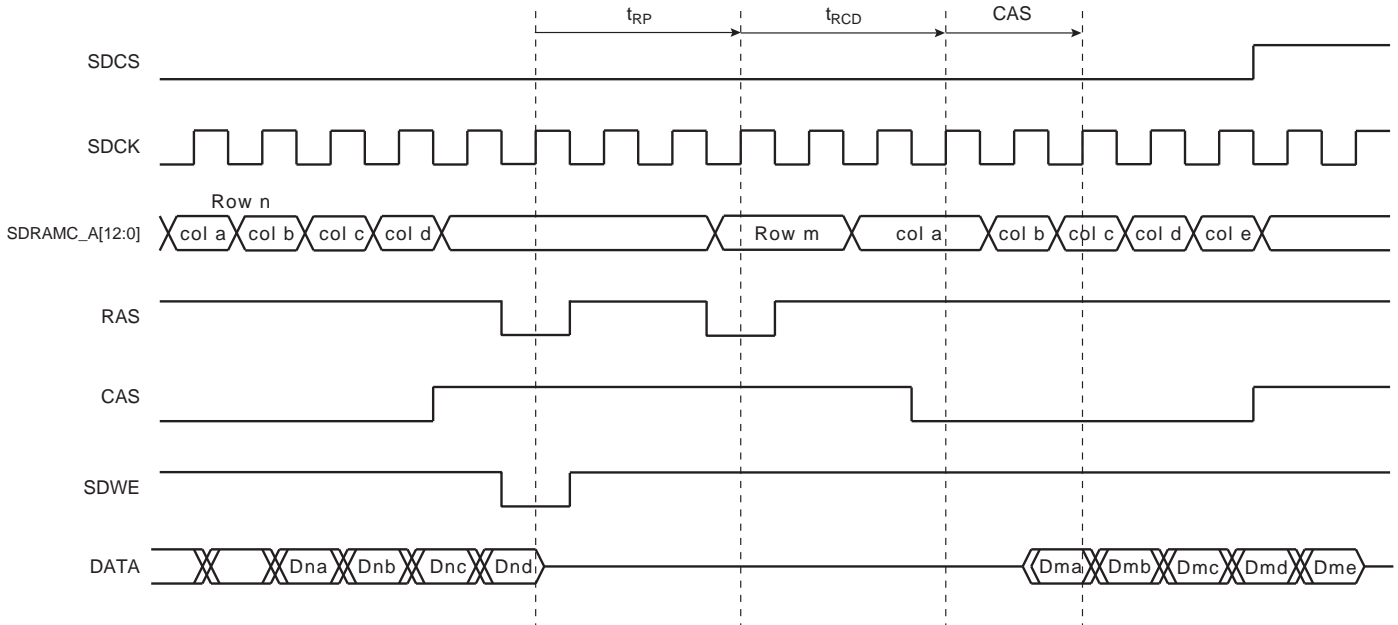 tRP tRCD CAS
SDCS
SDCK
Row n
SDRAMC_A[12:0] col a col b col c col d Row m col a col b col c col d col e
RAS
CAS
SDWE
DATA Dna Dnb Dnc Dnd Dma Dmb Dmc Dmd Dme